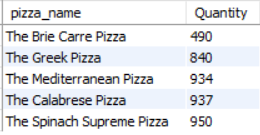 pizza_name Quantity
The Brie Carre Pizza 490
The Greek Pizza 840
The Mediterranean Pizza 934
The Calabrese Pizza 937
The Spinach Supreme Pizza 950